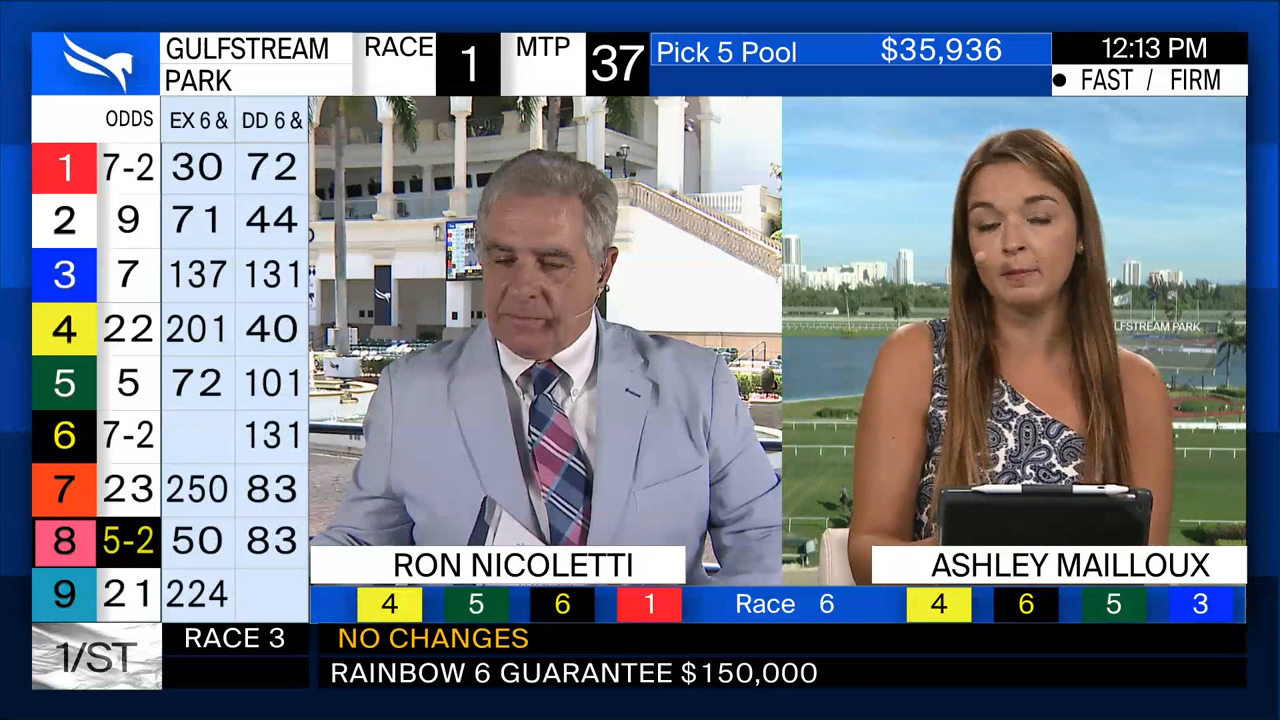 GULFSTREAM
PARK
RACE 1 MTP 37
Pick 5 Pool $35,936
12:13 PM
FAST / FIRM
ODDS EX 6 & DD 6 &
1 7-2 30 72
2 9 71 44
3 7 137 131
4 22 201 40
5 5 72 101
6 7-2 131
7 23 250 83
8 5-2 50 83
9 21 224
LFSTREAM PARK
RON NICOLETTI
ASHLEY MAILLOUX
4 5 6 1 Race 6 4 6 5 3
1/ST RACE 3 NO CHANGES
RAINBOW 6 GUARANTEE $150,000